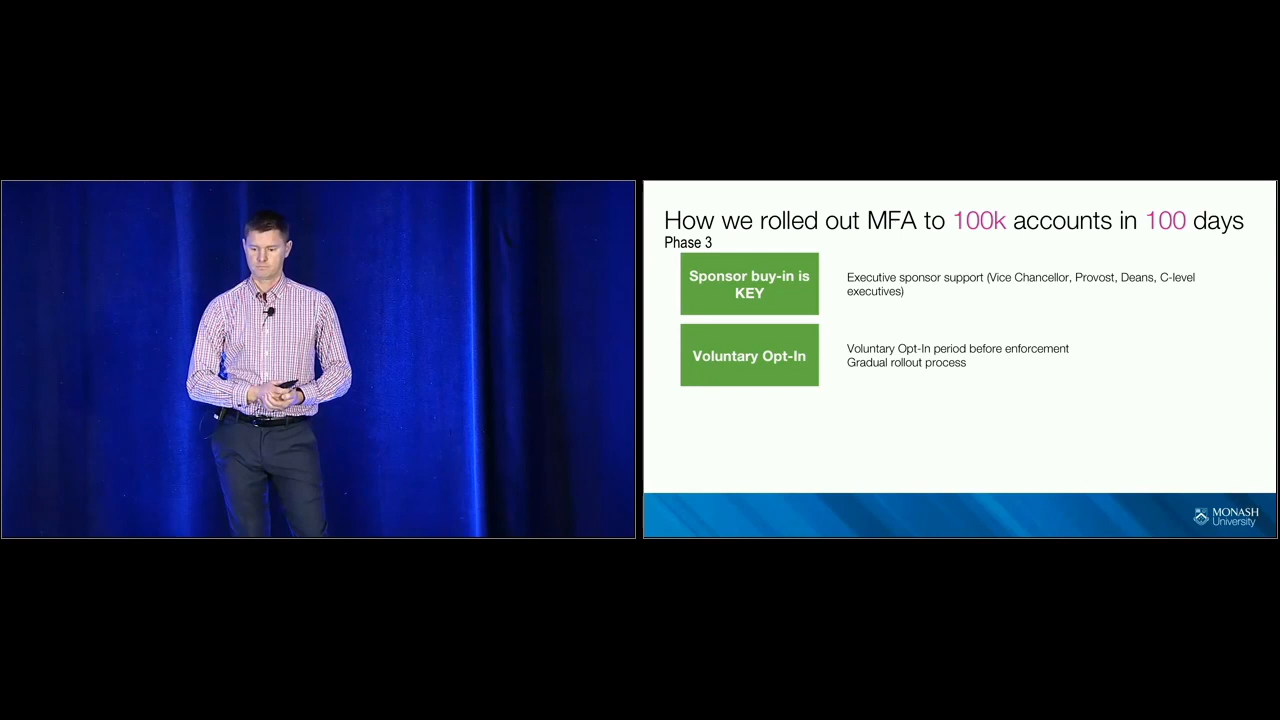 How we rolled out MFA to 100k accounts in 100 days
Phase 3
Sponsor buy-in is
KEY
Executive sponsor support (Vice Chancellor, Provost, Deans, C-level
executives)
Voluntary Opt-In
Voluntary Opt-In period before enforcement
Gradual rollout process
MONASH
University